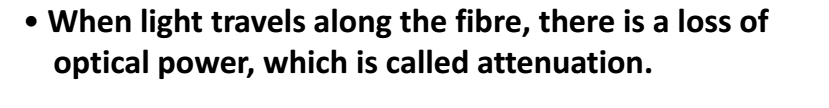 • When light travels along the fibre, there is a loss of
optical power, which is called attenuation.